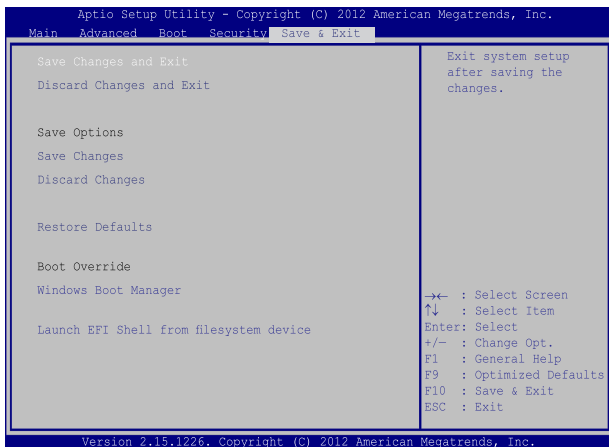 Aptio Setup Utility - Copyright (C) 2012 American Megatrends, Inc.
Main Advanced Boot Security Save & Exit
Save Changes and Exit
Discard Changes and Exit
Save Options
Save Changes
Discard Changes
Restore Defaults
Boot Override
Windows Boot Manager
Launch EFI Shell from filesystem device
Exit system setup
after saving the
changes.
→← : Select Screen
↑↓ : Select Item
Enter: Select
+/— : Change Opt.
F1 : General Help
F9 : Optimized Defaults
F10 : Save & Exit
ESC : Exit
Version 2.15.1226. Copyright (C) 2012 American Megatrends, Inc.